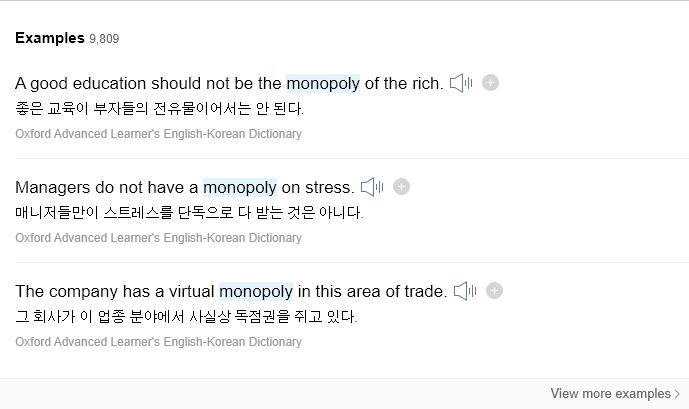 Examples 9,809
A good education should not be the monopoly of the rich.
좋은 교육이 부자들의 전유물이어서는 안 된다.
Oxford Advanced Learner's English-Korean Dictionary
Managers do not have a monopoly on stress.
매니저들만이 스트레스를 단독으로 다 받는 것은 아니다.
Oxford Advanced Learner's English-Korean Dictionary
The company has a virtual monopoly in this area of trade.
그 회사가 이 업종 분야에서 사실상 독점권을 쥐고 있다.
Oxford Advanced Learner's English-Korean Dictionary
View more examples